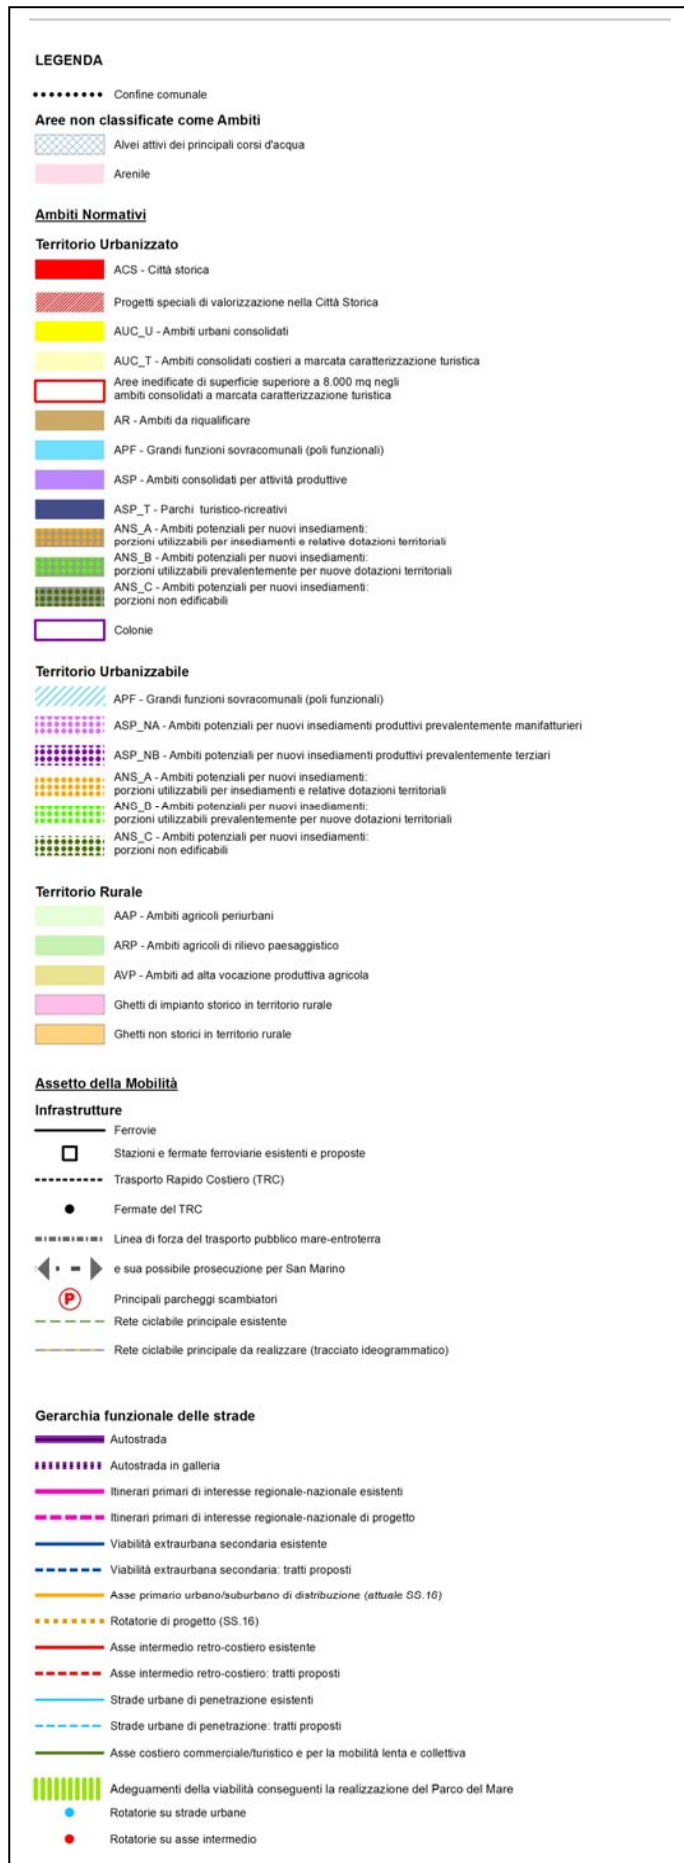 LEGENDA
Confine comunale
Aree non classificate come Ambiti
Alvei attivi dei principali corsi d'acqua
Arenile
Ambiti Normativi
Territorio Urbanizzato
ACS - Città storica
Progetti speciali di valorizzazione nella Città Storica
AUC_U - Ambiti urbani consolidati
AUC_T - Ambiti consolidati costieri a marcata caratterizzazione turistica
Aree inedificate di superficie superiore a 8.000 mq negli
ambiti consolidati a marcata caratterizzazione turistica
AR - Ambiti da riqualificare
APF - Grandi funzioni sovracomunali (poli funzionali)
ASP - Ambiti consolidati per attività produttive
ASP_T - Parchi turistico-ricreativi
ANS_A - Ambiti potenziali per nuovi insediamenti:
porzioni utilizzabili per insediamenti e relative dotazioni territoriali
ANS_B - Ambiti potenziali per nuovi insediamenti:
porzioni utilizzabili prevalentemente per nuove dotazioni territoriali
ANS_C - Ambiti potenziali per nuovi insediamenti:
porzioni non edificabili
Colonie
Territorio Urbanizzabile
APF - Grandi funzioni sovracomunali (poli funzionali)
ASP_NA - Ambiti potenziali per nuovi insediamenti produttivi prevalentemente manifatturieri
ASP_NB - Ambiti potenziali per nuovi insediamenti produttivi prevalentemente terziari
ANS_A - Ambiti potenziali per nuovi insediamenti:
porzioni utilizzabili per insediamenti e relative dotazioni territoriali
ANS_B - Ambiti potenziali per nuovi insediamenti:
porzioni utilizzabili prevalentemente per nuove dotazioni territoriali
ANS_C - Ambiti potenziali per nuovi insediamenti:
porzioni non edificabili
Territorio Rurale
AAP - Ambiti agricoli periurbani
ARP - Ambiti agricoli di rilievo paesaggistico
AVP - Ambiti ad alta vocazione produttiva agricola
Ghetti di impianto storico in territorio rurale
Ghetti non storici in territorio rurale
Assetto della Mobilità
Infrastrutture
Ferrovie
Stazioni e fermate ferroviarie esistenti e proposte
Trasporto Rapido Costiero (TRC)
Fermate del TRC
Linea di forza del trasporto pubblico mare-entroterra
e sua possibile prosecuzione per San Marino
P Principali parcheggi scambiatori
Rete ciclabile principale esistente
Rete ciclabile principale da realizzare (tracciato ideogrammatico)
Gerarchia funzionale delle strade
Autostrada
Autostrada in galleria
Itinerari primari di interesse regionale-nazionale esistenti
Itinerari primari di interesse regionale-nazionale di progetto
Viabilità extraurbana secondaria esistente
Viabilità extraurbana secondaria: tratti proposti
Asse primario urbano/suburbano di distribuzione (attuale SS.16)
Rotatorie di progetto (SS.16)
Asse intermedio retro-costiero esistente
Asse intermedio retro-costiero: tratti proposti
Strade urbane di penetrazione esistenti
Strade urbane di penetrazione: tratti proposti
Asse costiero commerciale/turistico e per la mobilità lenta e collettiva
Adeguamenti della viabilità conseguenti la realizzazione del Parco del Mare
Rotatorie su strade urbane
Rotatorie su asse intermedio